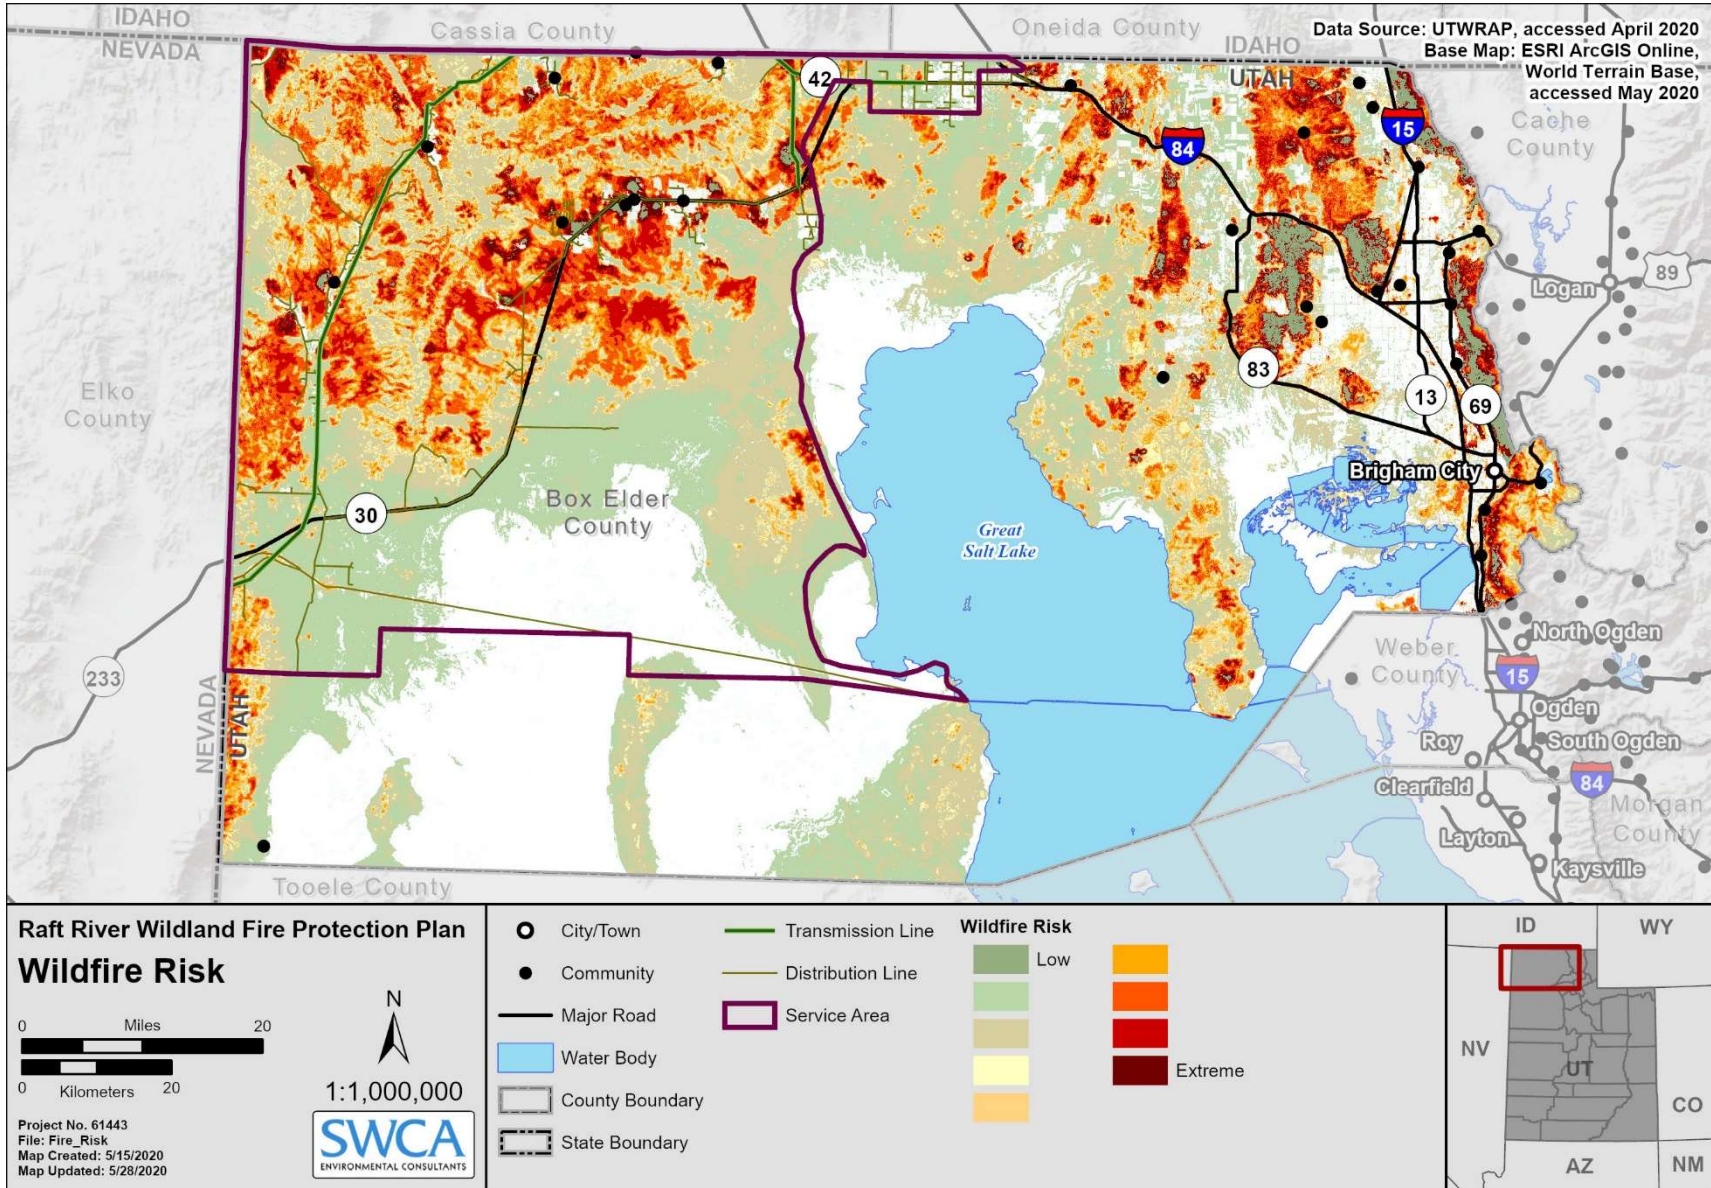 IDAHO
NEVADA
Cassia County
Oneida County
IDAHO
UTAH
Data Source: UTWRAP, accessed April 2020
Base Map: ESRI ArcGIS Online,
World Terrain Base,
accessed May 2020
42
84
15
Cache
County
89
Logan
Elko
County
83
13
69
Brigham City
30
Box Elder
County
Great
Salt Lake
233
NEVADA
UTAH
Weber
County
North Ogden
15
Ogden
Roy
South Ogden
84
Clearfield
Morgan
County
Layton
Kaysville
Tooele County
Raft River Wildland Fire Protection Plan
Wildfire Risk
0 Miles 20
0 Kilometers 20
N
1:1,000,000
Project No. 61443
File: Fire_Risk
Map Created: 5/15/2020
Map Updated: 5/28/2020
SWCA
ENVIRONMENTAL CONSULTANTS
City/Town
Community
Major Road
Water Body
County Boundary
State Boundary
Transmission Line
Distribution Line
Service Area
Wildfire Risk
Low
Extreme
ID
WY
NV
UT
CO
AZ
NM